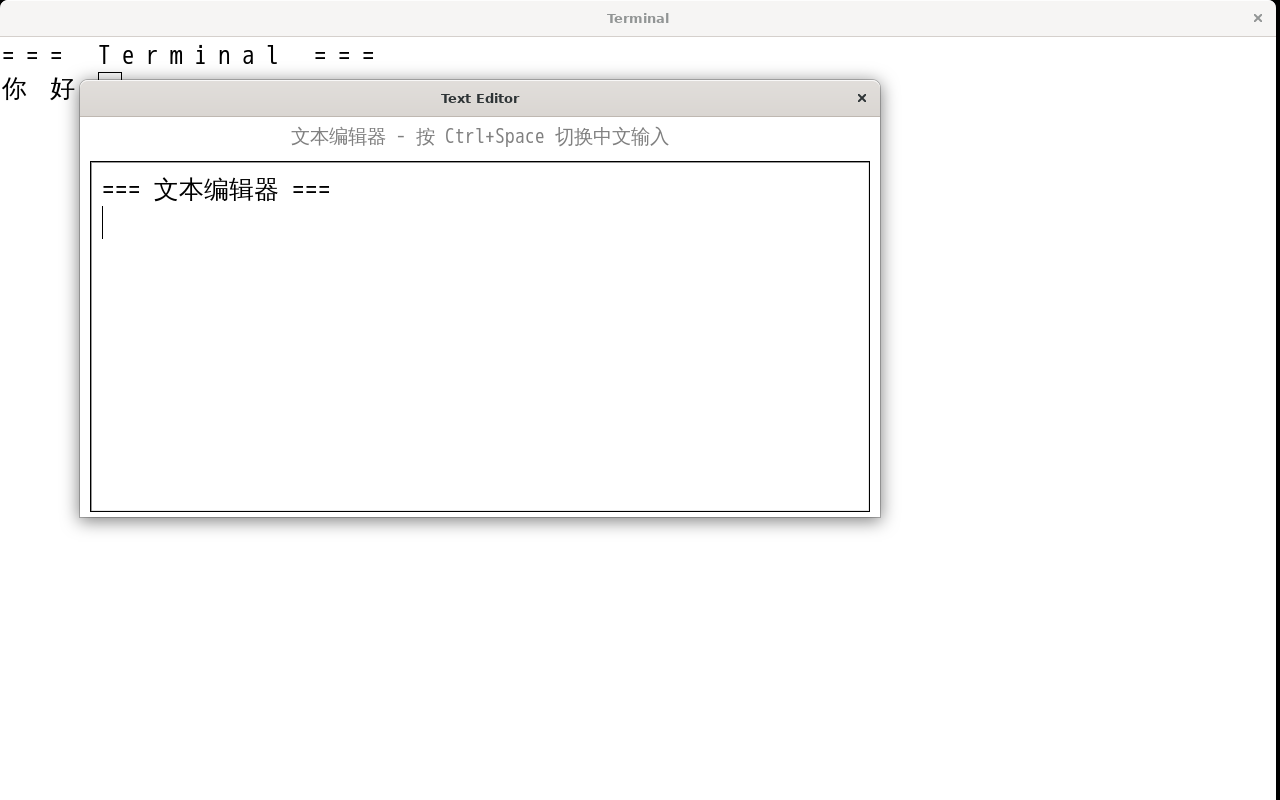 Terminal
=== Terminal ===
你好
Text Editor
文本编辑器 - 按 Ctrl+Space 切换中文输入
=== 文本编辑器 ===